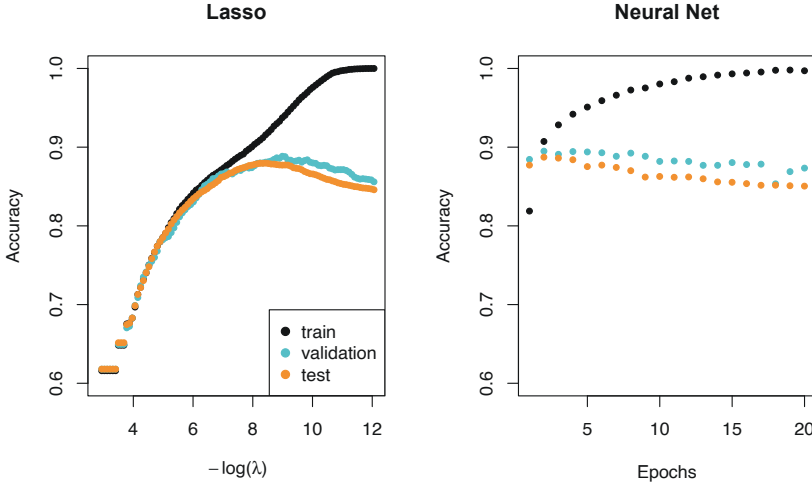 Lasso
Accuracy
1.0
0.9
0.8
0.7
0.6
train
validation
test
4 6 8 10 12
−log(λ)
Neural Net
Accuracy
1.0
0.9
0.8
0.7
0.6
5 10 15 20
Epochs